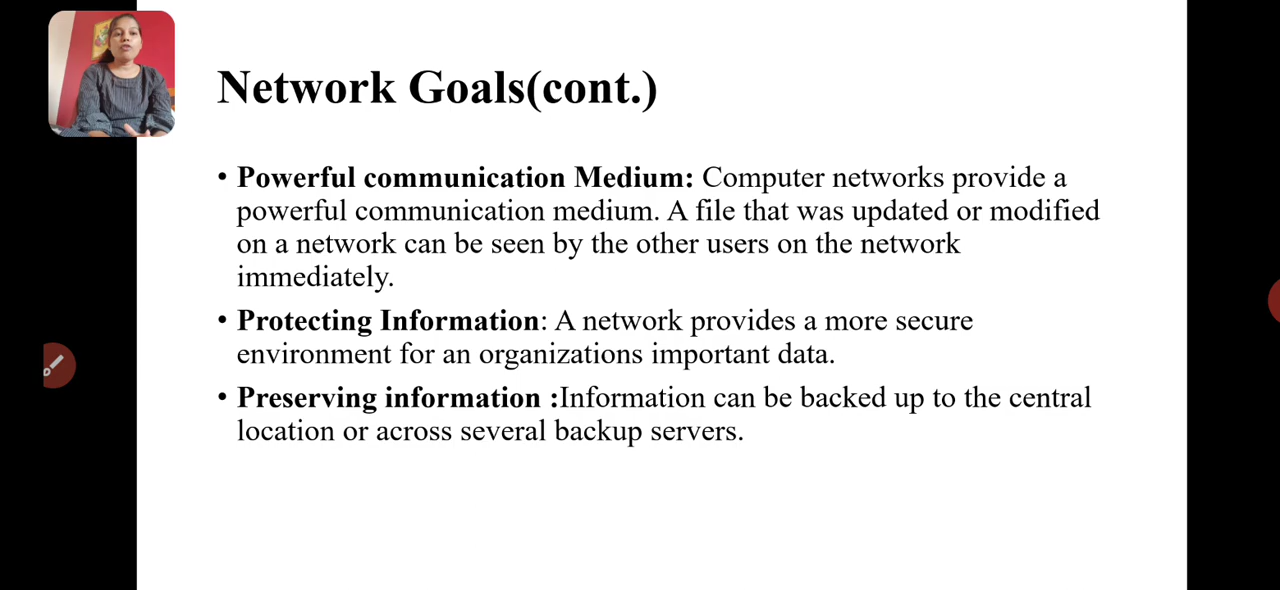 Network Goals(cont.)
• Powerful communication Medium: Computer networks provide a
powerful communication medium. A file that was updated or modified
on a network can be seen by the other users on the network
immediately.
• Protecting Information: A network provides a more secure
environment for an organizations important data.
• Preserving information :Information can be backed up to the central
location or across several backup servers.